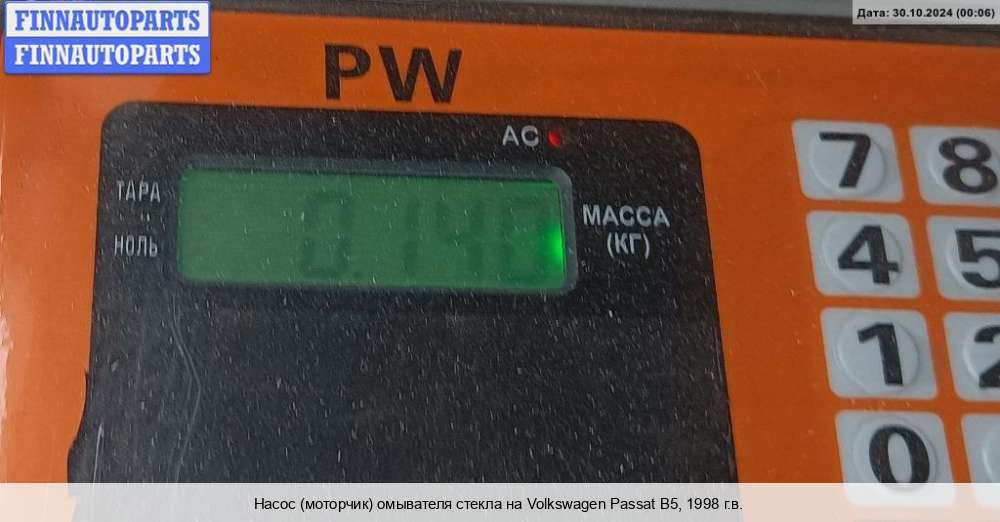 FINNAUTOPARTS
FINNAUTOPARTS
Дата: 30.10.2024 (00:06)
PW
AC
ТАРА
НОЛЬ
0.140
МАССА
(КГ)
7 8
4 5
1 2
0
Насос (моторчик) омывателя стекла на Volkswagen Passat B5, 1998 г.в.